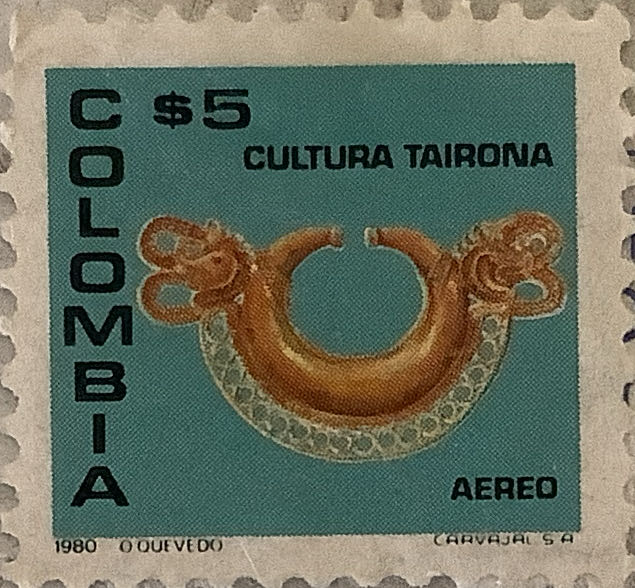 COLOMBIA
$5
CULTURA TAIRONA
AEREO
1980 O'QUEVEDO
CARVAJAL S A